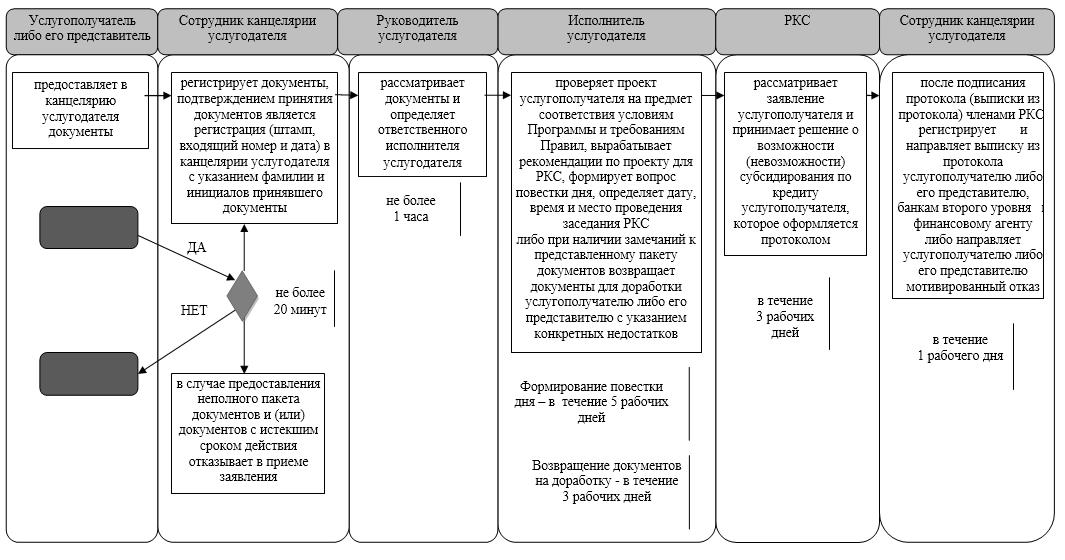 Услугополучатель
либо его представитель
Сотрудник канцелярии
услугодателя
Руководитель
услугодателя
Исполнитель
услугодателя
РКС
Сотрудник канцелярии
услугодателя
предоставляет в
канцелярию
услугодателя
документы
ДА
НЕТ
регистрирует документы,
подтверждением принятия
документов является
регистрация (штамп,
входящий номер и дата) в
канцелярии услугодателя
с указанием фамилии и
инициалов принявшего
документы
не более
20 минут
в случае предоставления
неполного пакета
документов и (или)
документов с истекшим
сроком действия
отказывает в приеме
заявления
рассматривает
документы и
определяет
ответственного
исполнителя
услугодателя
не более
1 часа
проверяет проект
услугополучателя на предмет
соответствия условиям
Программы и требованиям
Правил, вырабатывает
рекомендации по проекту для
РКС, формирует вопрос
повестки дня, определяет дату,
время и место проведения
заседания РКС
либо при наличии замечаний к
представленному пакету
документов возвращает
документы для доработки
услугополучателю либо его
представителю с указанием
конкретных недостатков
Формирование повестки
дня – в течение 5 рабочих
дней
Возвращение документов
на доработку - в течение
3 рабочих дней
рассматривает
заявление
услугополучателя и
принимает решение о
возможности
(невозможности)
субсидирования по
кредиту
услугополучателя,
которое оформляется
протоколом
в течение
3 рабочих
дней
после подписания
протокола (выписки из
протокола) членами РКС
регистрирует и
направляет выписку из
протокола
услугополучателю либо
его представителю,
банкам второго уровня
финансовому агенту
либо направляет
услугополучателю либо
его представителю
мотивированный отказ
в течение
1 рабочего дня